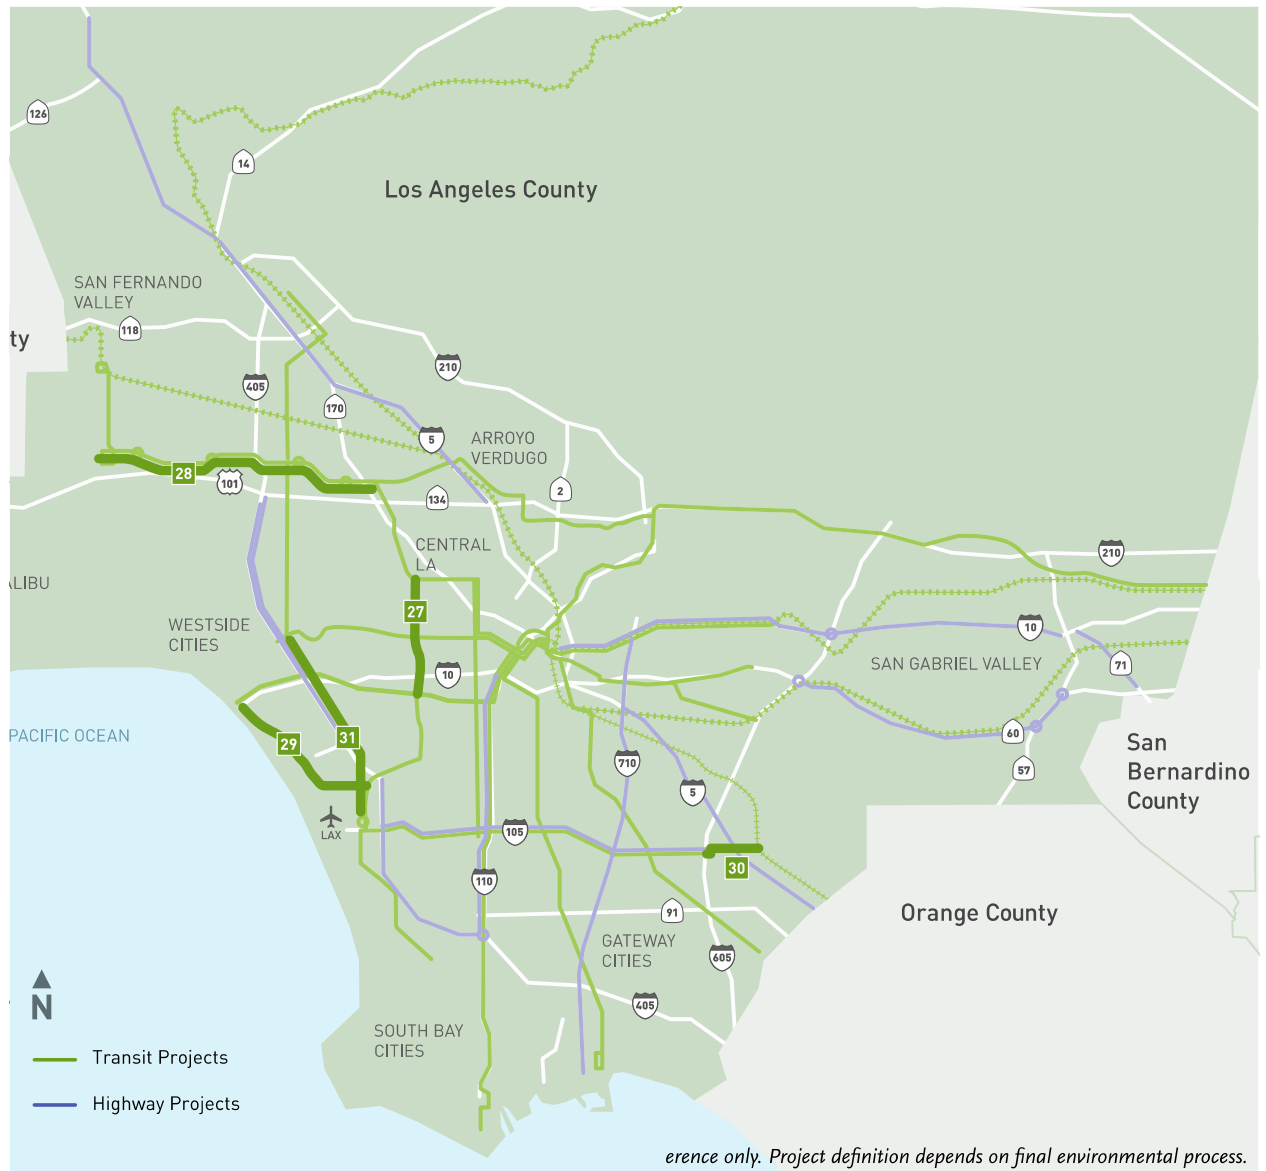 126
14
Los Angeles County
SAN FERNANDO
VALLEY
118
ty
210
405
170
5
ARROYO
VERDUGO
28
101
134
2
CENTRAL
LA
210
ALIBU
27
WESTSIDE
CITIES
10
10
SAN GABRIEL VALLEY
71
PACIFIC OCEAN
29
31
60
San
Bernardino
County
710
57
5
LAX
105
30
110
91
Orange County
GATEWAY
CITIES
605
405
N
SOUTH BAY
CITIES
Transit Projects
Highway Projects
erence only. Project definition depends on final environmental process.